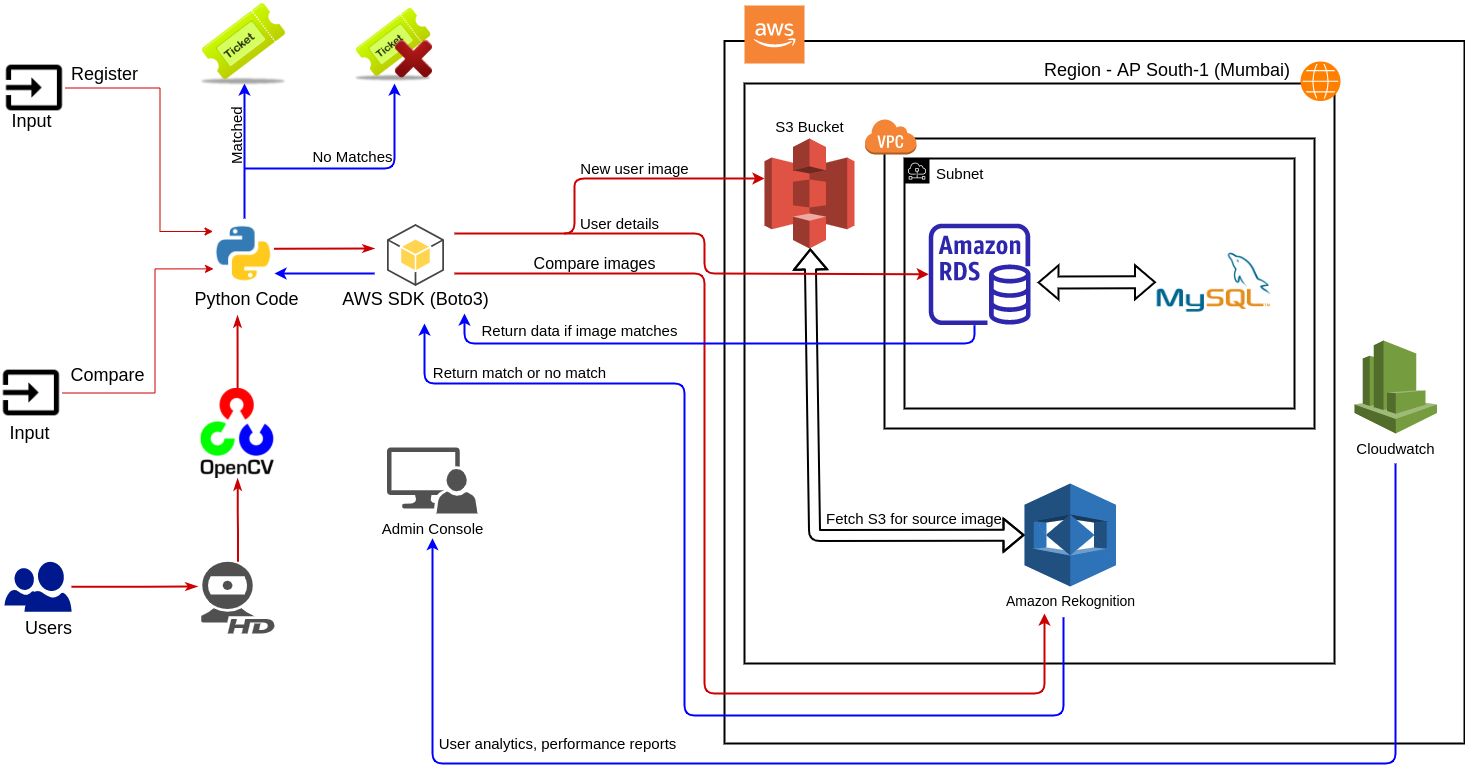 Ticket
Ticket
aws
Register
Region - AP South-1 (Mumbai)
Input
Matched
S3 Bucket
VPC
No Matches
New user image
Subnet
User details
Amazon
RDS
Compare images
MySQL
Python Code
AWS SDK (Boto3)
Return data if image matches
Compare
Return match or no match
Input
OpenCV
Cloudwatch
Fetch S3 for source image
Admin Console
Amazon Rekognition
Users
HD
User analytics, performance reports